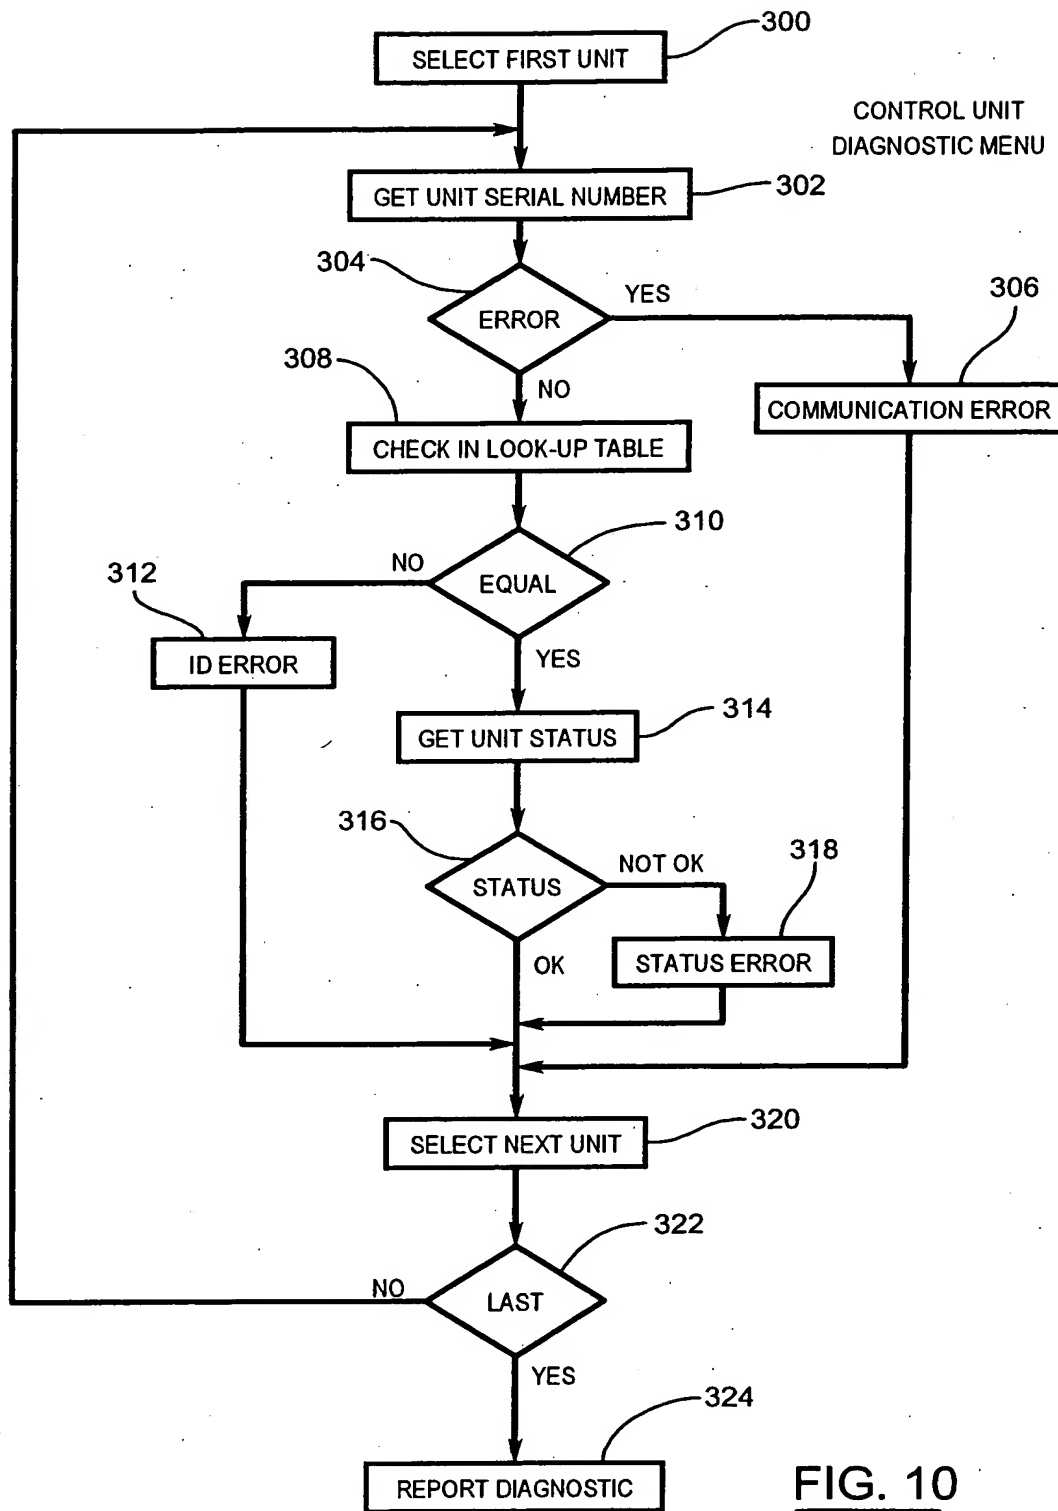 300
SELECT FIRST UNIT
CONTROL UNIT
DIAGNOSTIC MENU
GET UNIT SERIAL NUMBER
302
304
ERROR
YES
306
308
NO
COMMUNICATION ERROR
CHECK IN LOOK-UP TABLE
310
NO
EQUAL
312
YES
ID ERROR
314
GET UNIT STATUS
316
NOT OK
318
STATUS
OK
STATUS ERROR
320
SELECT NEXT UNIT
322
NO
LAST
YES
324
REPORT DIAGNOSTIC
FIG. 10